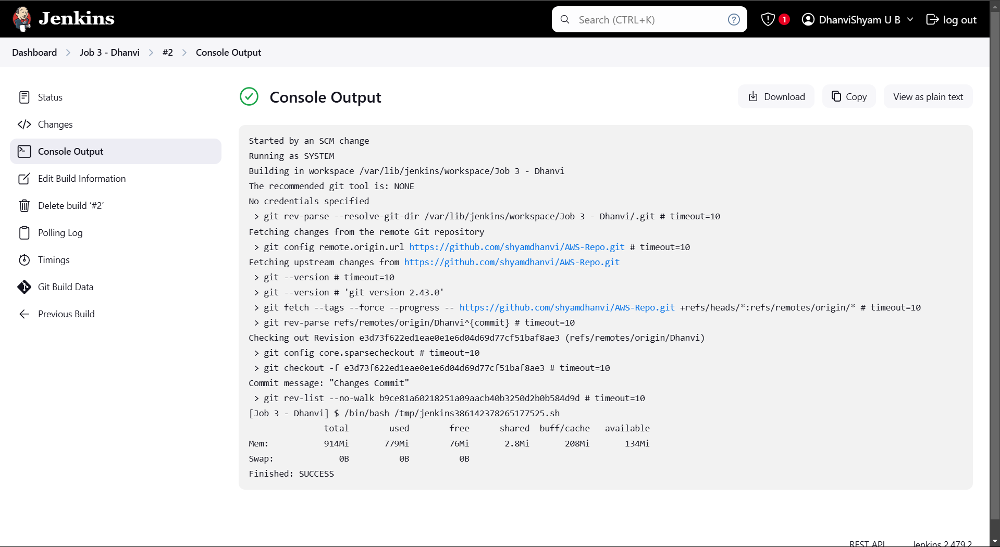 Jenkins
Search (CTRL+K)
?
1
DhanviShyam U B
log out
Dashboard > Job 3 - Dhanvi > #2 > Console Output
Status
Changes
Console Output
Edit Build Information
Delete build ‘#2’
Polling Log
Timings
Git Build Data
Previous Build
Console Output
Download
Copy
View as plain text
Started by an SCM change
Running as SYSTEM
Building in workspace /var/lib/jenkins/workspace/Job 3 - Dhanvi
The recommended git tool is: NONE
No credentials specified
 > git rev-parse --resolve-git-dir /var/lib/jenkins/workspace/Job 3 - Dhanvi/.git # timeout=10
Fetching changes from the remote Git repository
 > git config remote.origin.url https://github.com/shyamdhanvi/AWS-Repo.git # timeout=10
Fetching upstream changes from https://github.com/shyamdhanvi/AWS-Repo.git
 > git --version # timeout=10
 > git --version # 'git version 2.43.0'
 > git fetch --tags --force --progress -- https://github.com/shyamdhanvi/AWS-Repo.git +refs/heads/*:refs/remotes/origin/* # timeout=10
 > git rev-parse refs/remotes/origin/Dhanvi^{commit} # timeout=10
Checking out Revision e3d73f622ed1eae0e1e6d04d69d77cf51baf8ae3 (refs/remotes/origin/Dhanvi)
 > git config core.sparsecheckout # timeout=10
 > git checkout -f e3d73f622ed1eae0e1e6d04d69d77cf51baf8ae3 # timeout=10
Commit message: "Changes Commit"
 > git rev-list --no-walk b9ce81a60218251a09aacb40b3250d2b0b584d9d # timeout=10
[Job 3 - Dhanvi] $ /bin/bash /tmp/jenkins386142378265177525.sh
               total        used        free      shared  buff/cache   available
Mem:           914Mi       779Mi        76Mi       2.8Mi       208Mi       134Mi
Swap:             0B          0B          0B
Finished: SUCCESS
REST API
Jenkins 2.479.2